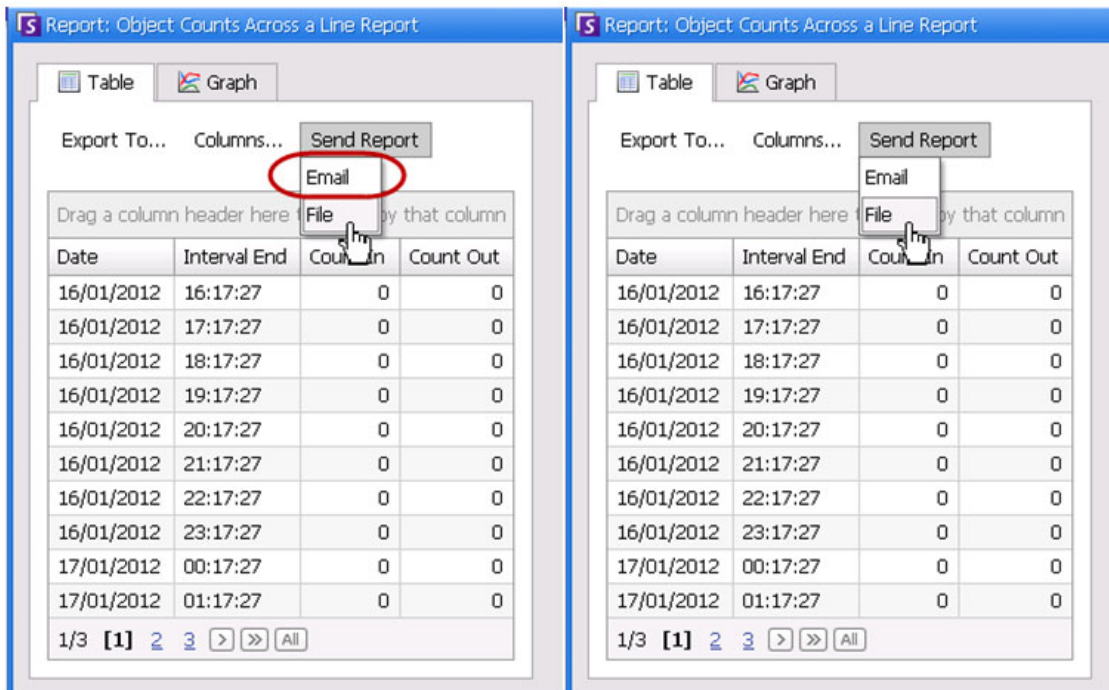 Report: Object Counts Across a Line Report
Table Graph
Export To... Columns... Send Report
Email
File
Drag a column header here by that column
Date Interval End Count In Count Out
16/01/2012 16:17:27 0 0
16/01/2012 17:17:27 0 0
16/01/2012 18:17:27 0 0
16/01/2012 19:17:27 0 0
16/01/2012 20:17:27 0 0
16/01/2012 21:17:27 0 0
16/01/2012 22:17:27 0 0
16/01/2012 23:17:27 0 0
17/01/2012 00:17:27 0 0
17/01/2012 01:17:27 0 0
1/3 [1] 2 3 > >> All
Report: Object Counts Across a Line Report
Table Graph
Export To... Columns... Send Report
Email
File
Drag a column header here by that column
Date Interval End Count In Count Out
16/01/2012 16:17:27 0 0
16/01/2012 17:17:27 0 0
16/01/2012 18:17:27 0 0
16/01/2012 19:17:27 0 0
16/01/2012 20:17:27 0 0
16/01/2012 21:17:27 0 0
16/01/2012 22:17:27 0 0
16/01/2012 23:17:27 0 0
17/01/2012 00:17:27 0 0
17/01/2012 01:17:27 0 0
1/3 [1] 2 3 > >> All